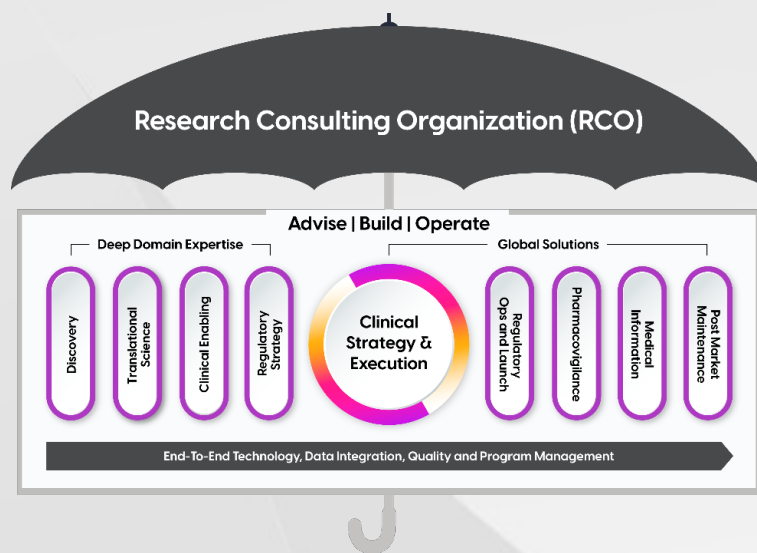 Research Consulting Organization (RCO)
Advise | Build | Operate
Deep Domain Expertise
Global Solutions
Discovery
Translational
Science
Clinical Enabling
Regulatory
Strategy
Clinical
Strategy &
Execution
Regulatory
Ops and Launch
Pharmacovigilance
Medical
Information
Post Market
Maintenance
End-To-End Technology, Data Integration, Quality and Program Management